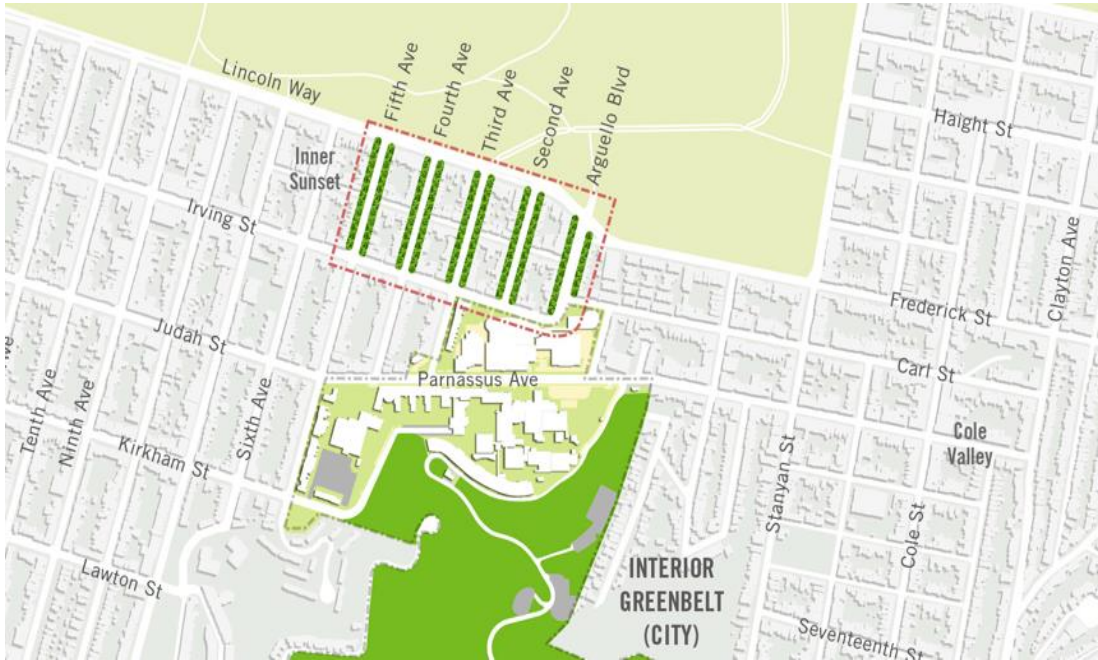 Lincoln Way
Fifth Ave
Fourth Ave
Third Ave
Second Ave
Arguello Blvd
Haight St
Inner
Sunset
Irving St
Clayton Ave
Frederick St
Judah St
Carl St
Parnassus Ave
Tenth Ave
Ninth Ave
Sixth Ave
Kirkham St
Stanyan St
Cole
Valley
Cole St
Lawton St
INTERIOR
GREENBELT
(CITY)
Seventeenth St